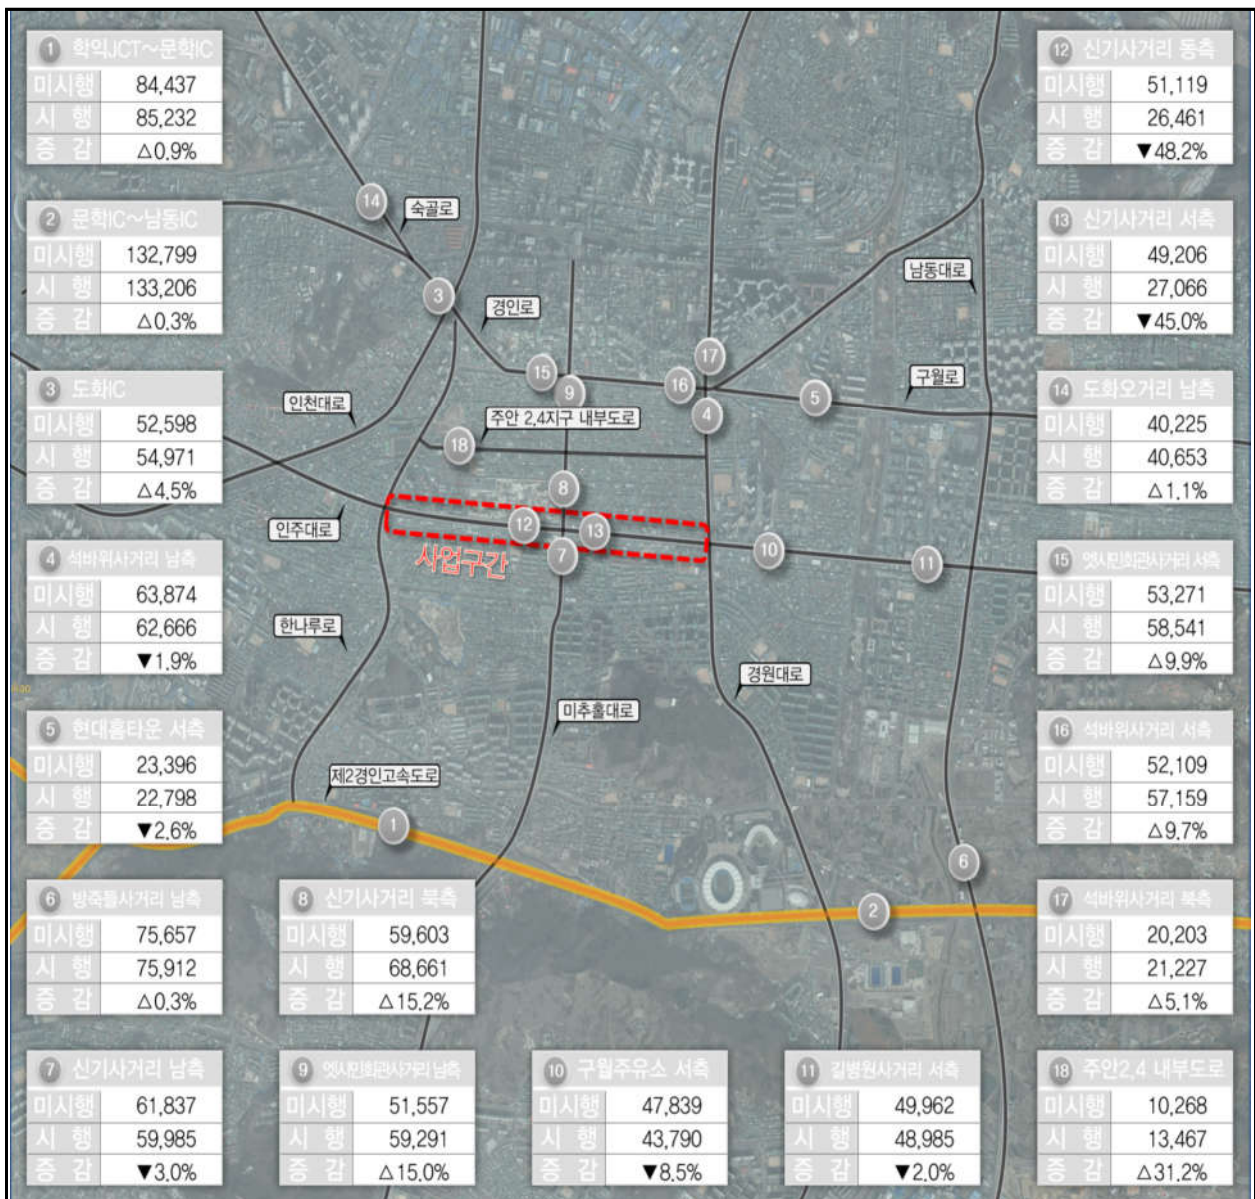 1 학익JCT~문학IC
미시행 84,437
시 행 85,232
증 감 △0.9%
2 문학IC~남동IC
미시행 132,799
시 행 133,206
증 감 △0.3%
3 도화IC
미시행 52,598
시 행 54,971
증 감 △4.5%
4 석바위사거리 남측
미시행 63,874
시 행 62,666
증 감 ▼1.9%
5 현대홈타운 서측
미시행 23,396
시 행 22,798
증 감 ▼2.6%
6 방죽들사거리 남측
미시행 75,657
시 행 75,912
증 감 △0.3%
7 신기사거리 남측
미시행 61,837
시 행 59,985
증 감 ▼3.0%
8 신기사거리 북측
미시행 59,603
시 행 68,661
증 감 △15.2%
9 옛시민회관사거리 남측
미시행 51,557
시 행 59,291
증 감 △15.0%
10 구월주유소 서측
미시행 47,839
시 행 43,790
증 감 ▼8.5%
11 길병원사거리 서측
미시행 49,962
시 행 48,985
증 감 ▼2.0%
12 신기사거리 동측
미시행 51,119
시 행 26,461
증 감 ▼48.2%
13 신기사거리 서측
미시행 49,206
시 행 27,066
증 감 ▼45.0%
14 도화오거리 남측
미시행 40,225
시 행 40,653
증 감 △1.1%
15 옛시민회관사거리 서측
미시행 53,271
시 행 58,541
증 감 △9.9%
16 석바위사거리 서측
미시행 52,109
시 행 57,159
증 감 △9.7%
17 석바위사거리 북측
미시행 20,203
시 행 21,227
증 감 △5.1%
18 주안2,4 내부도로
미시행 10,268
시 행 13,467
증 감 △31.2%
14
숙골로
남동대로
3
경인로
17
15
16
9
5
구월로
4
인천대로
주안 2,4지구 내부도로
18
8
인주대로
12
13
10
11
7
사업구간
한나루로
경원대로
미추홀대로
제2경인고속도로
1
6
2